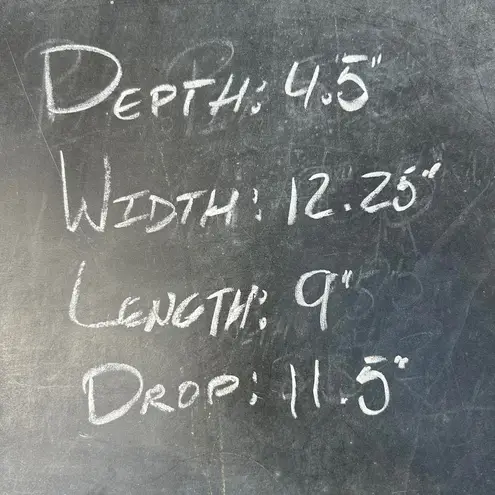 DEPTH: 4.5"
WIDTH: 12.25"
LENGTH: 9"
DROP: 11.5"